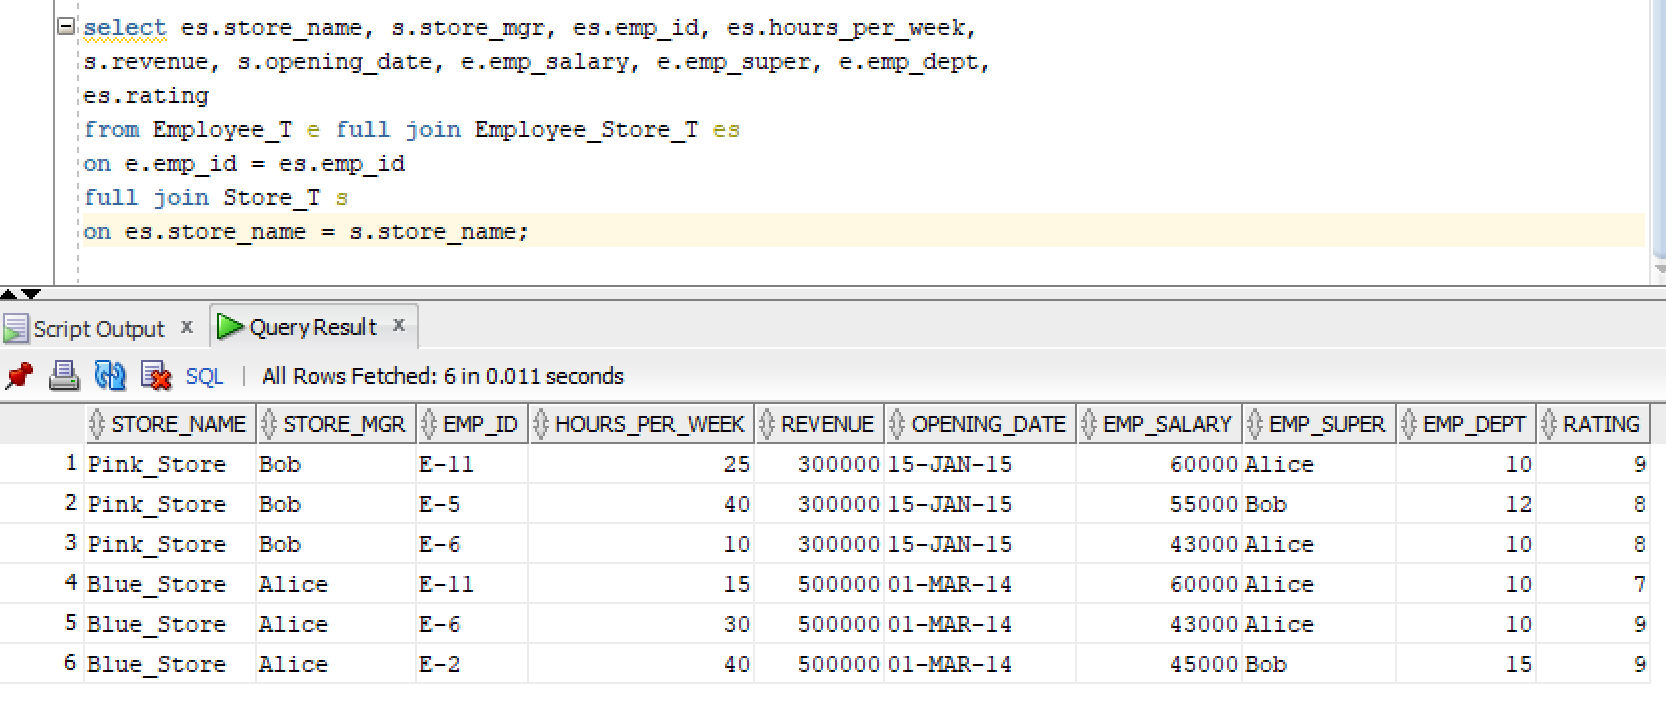 select es.store_name, s.store_mgr, es.emp_id, es.hours_per_week,
s.revenue, s.opening_date, e.emp_salary, e.emp_super, e.emp_dept,
es.rating
from Employee_T e full join Employee_Store_T es
on e.emp_id = es.emp_id
full join Store_T s
on es.store_name = s.store_name;
Script Output x Query Result x
SQL | All Rows Fetched: 6 in 0.011 seconds
STORE_NAME STORE_MGR EMP_ID HOURS_PER_WEEK REVENUE OPENING_DATE EMP_SALARY EMP_SUPER EMP_DEPT RATING
1 Pink_Store Bob E-11 25 300000 15-JAN-15 60000 Alice 10 9
2 Pink_Store Bob E-5 40 300000 15-JAN-15 55000 Bob 12 8
3 Pink_Store Bob E-6 10 300000 15-JAN-15 43000 Alice 10 8
4 Blue_Store Alice E-11 15 500000 01-MAR-14 60000 Alice 10 7
5 Blue_Store Alice E-6 30 500000 01-MAR-14 43000 Alice 10 9
6 Blue_Store Alice E-2 40 500000 01-MAR-14 45000 Bob 15 9